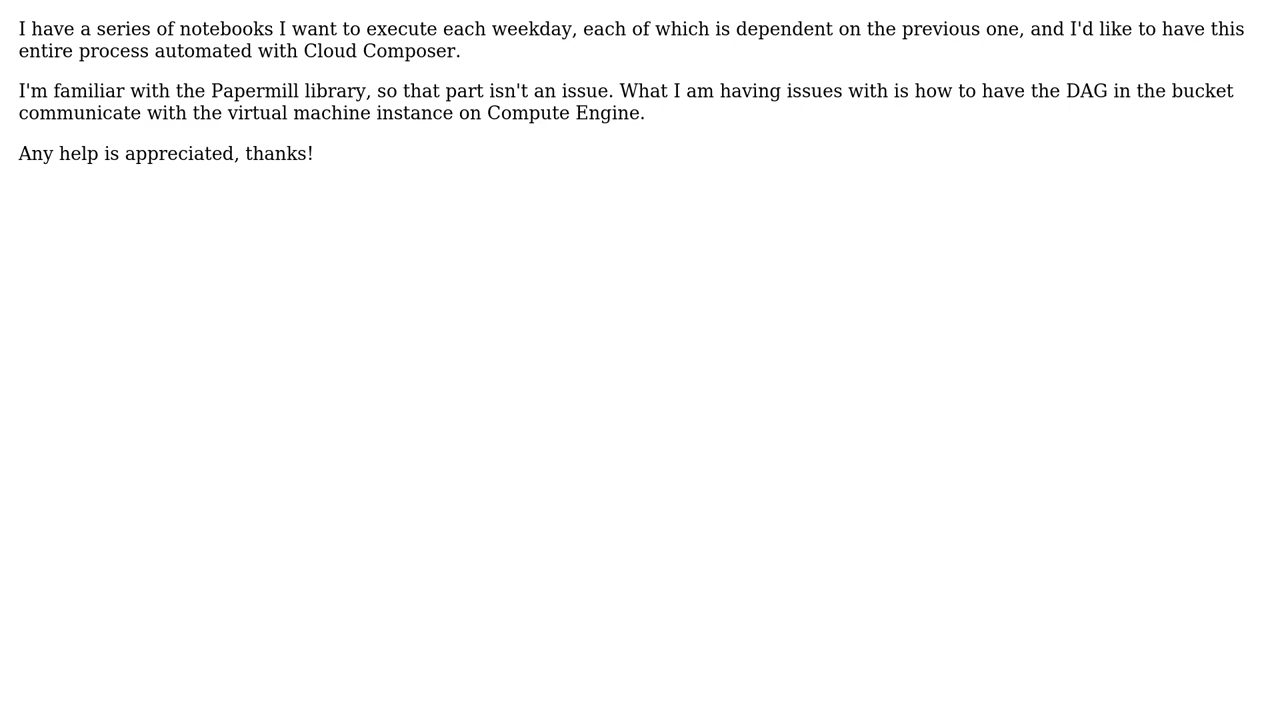 I have a series of notebooks I want to execute each weekday, each of which is dependent on the previous one, and I'd like to have this
entire process automated with Cloud Composer.
I'm familiar with the Papermill library, so that part isn't an issue. What I am having issues with is how to have the DAG in the bucket
communicate with the virtual machine instance on Compute Engine.
Any help is appreciated, thanks!